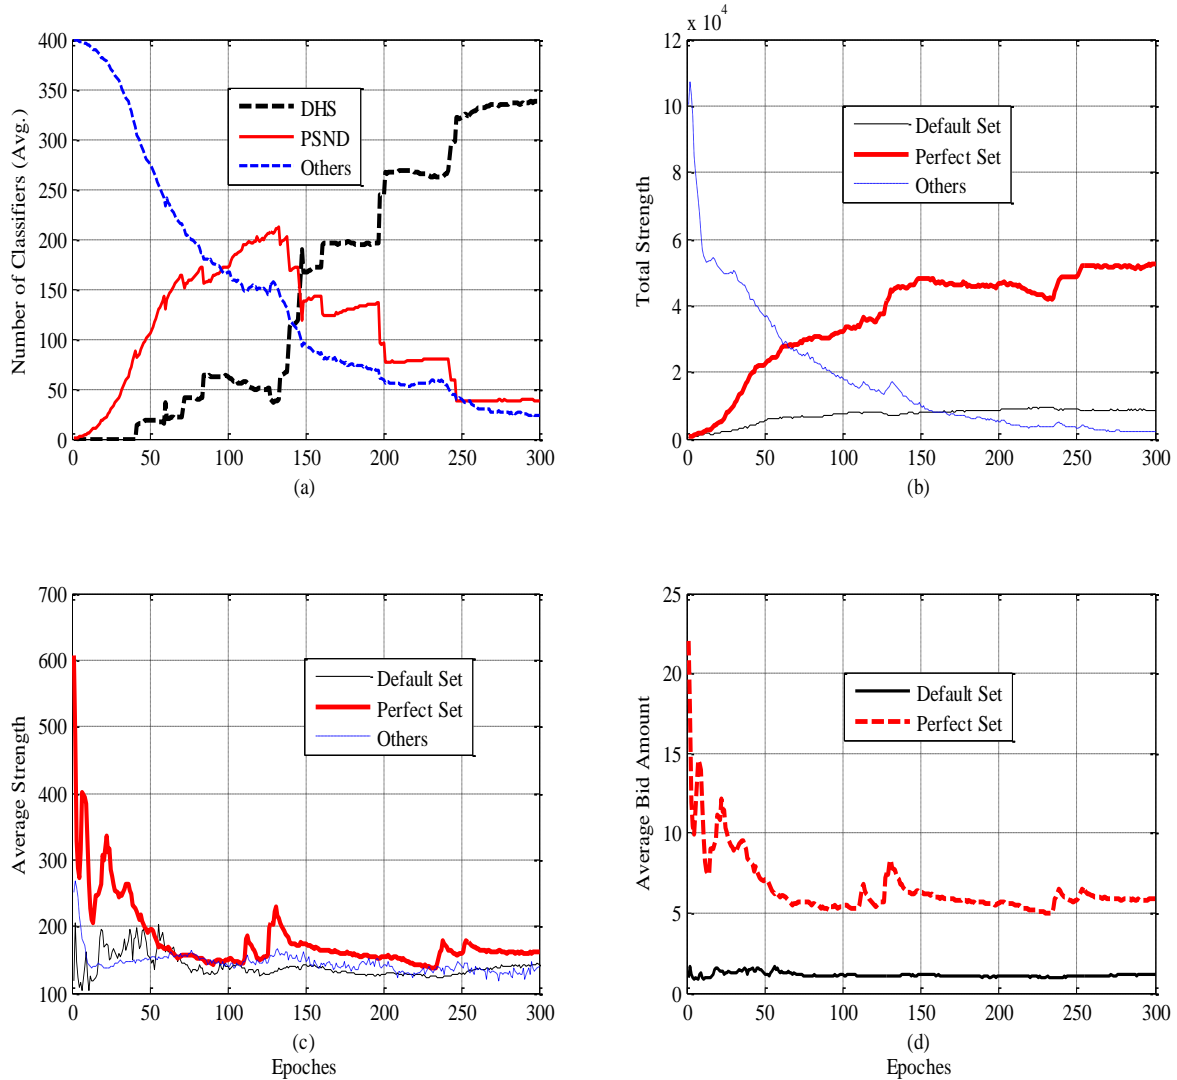 x 10^4
400
350
300
250
200
150
100
50
0
Number of Classifiers (Avg.)
DHS
PSND
Others
0 50 100 150 200 250 300
(a)
12
10
8
6
4
2
0
Total Strength
Default Set
Perfect Set
Others
0 50 100 150 200 250 300
(b)
700
600
500
400
300
200
100
Average Strength
Default Set
Perfect Set
Others
0 50 100 150 200 250 300
(c)
Epoches
25
20
15
10
5
0
Average Bid Amount
Default Set
Perfect Set
0 50 100 150 200 250 300
(d)
Epoches